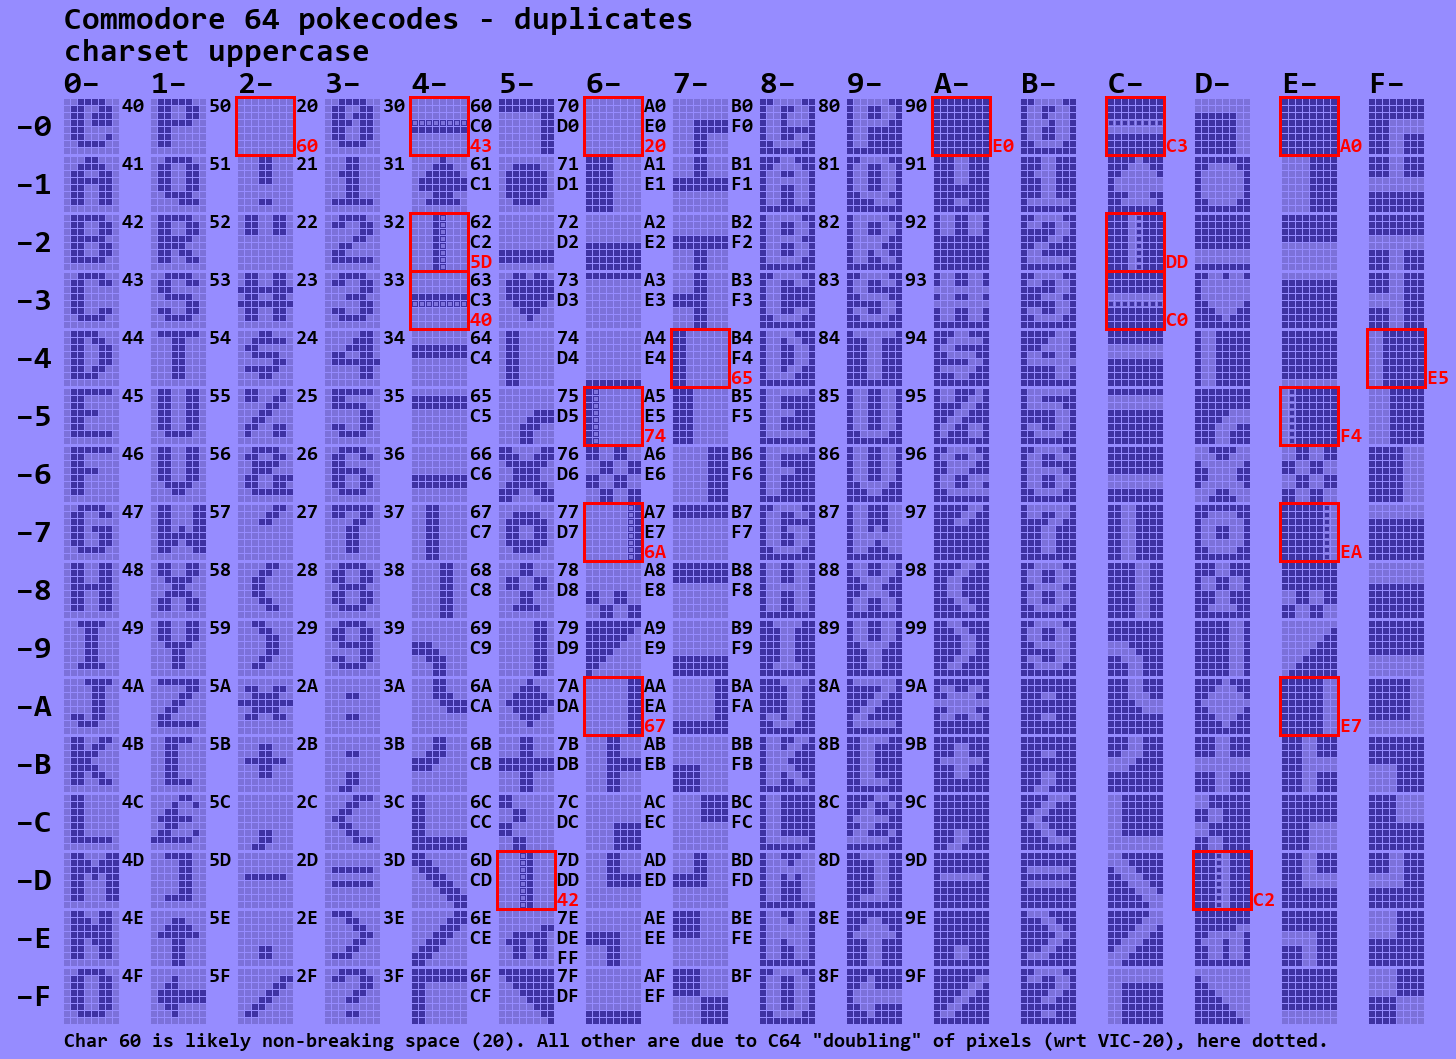 Commodore 64 pokecodes - duplicates
charset uppercase
0- 1- 2- 3- 4- 5- 6- 7- 8- 9- A- B- C- D- E- F-
40 50 20 30 60 70 A0 B0 80 90
-0 C0 D0 E0 F0
60 43 20 E0 C3 A0
41 51 21 31 61 71 A1 B1 81 91
-1 C1 D1 E1 F1
42 52 22 32 62 72 A2 B2 82 92
-2 C2 D2 E2 F2
5D DD
43 53 23 33 63 73 A3 B3 83 93
-3 C3 D3 E3 F3
40 C0
44 54 24 34 64 74 A4 B4 84 94
-4 C4 D4 E4 F4
65 E5
45 55 25 35 65 75 A5 B5 85 95
-5 C5 D5 E5 F5
74 F4
46 56 26 36 66 76 A6 B6 86 96
-6 C6 D6 E6 F6
47 57 27 37 67 77 A7 B7 87 97
-7 C7 D7 E7 F7
6A EA
48 58 28 38 68 78 A8 B8 88 98
-8 C8 D8 E8 F8
49 59 29 39 69 79 A9 B9 89 99
-9 C9 D9 E9 F9
4A 5A 2A 3A 6A 7A AA BA 8A 9A
-A CA DA EA FA
67 E7
4B 5B 2B 3B 6B 7B AB BB 8B 9B
-B CB DB EB FB
4C 5C 2C 3C 6C 7C AC BC 8C 9C
-C CC DC EC FC
4D 5D 2D 3D 6D 7D AD BD 8D 9D
-D CD DD ED FD
42 C2
4E 5E 2E 3E 6E 7E AE BE 8E 9E
-E CE DE EE FE
FF
4F 5F 2F 3F 6F 7F AF BF 8F 9F
-F CF DF EF
Char 60 is likely non-breaking space (20). All other are due to C64 "doubling" of pixels (wrt VIC-20), here dotted.